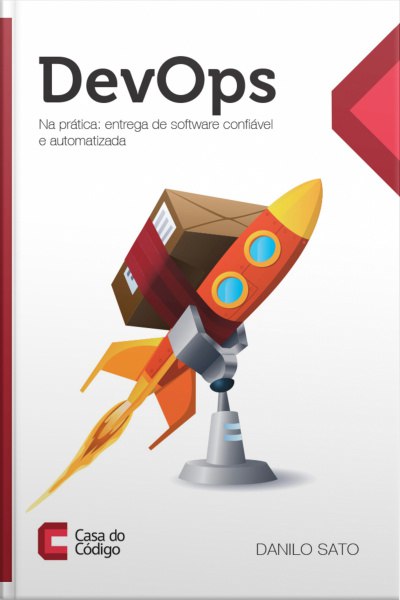 DevOps
Na prática: entrega de software confiável
e automatizada
Casa do
Código
DANILO SATO